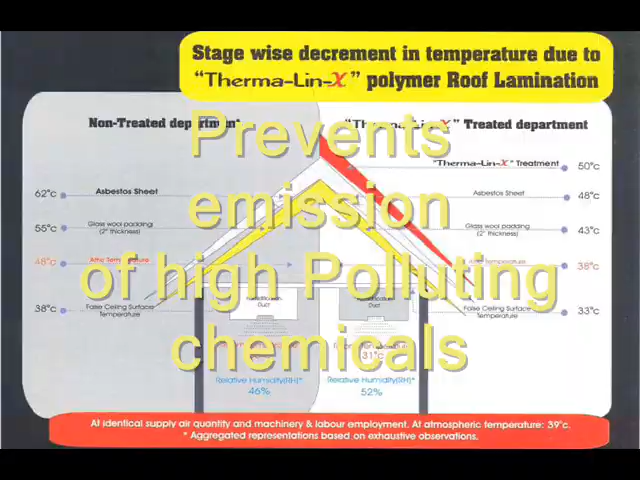 Stage wise decrement in temperature due to
"Therma-Lin-X" polymer Roof Lamination
Non-Treated department
"Therma-Lin-X" Treated department
Prevents
emission
of high Polluting
chemicals
"Therma-Lin-X" Treatment 50°c
62°c Asbestos Sheet
Asbestos Sheet 48°c
55°c Glass wool padding
(2" thickness)
Glass wool padding 43°c
(2" thickness)
48°c Attic Temperature
Temperature 38°c
38°c False Ceiling Surface
Temperature
False Ceiling Surface 33°c
Temperature
Duct
Duct
31°c
Relative Humidity(RH)*
46%
Relative Humidity(RH)*
52%
At identical supply air quantity and machinery & labour employment. At atmospheric temperature: 39°c.
* Aggregated representations based on exhaustive observations.